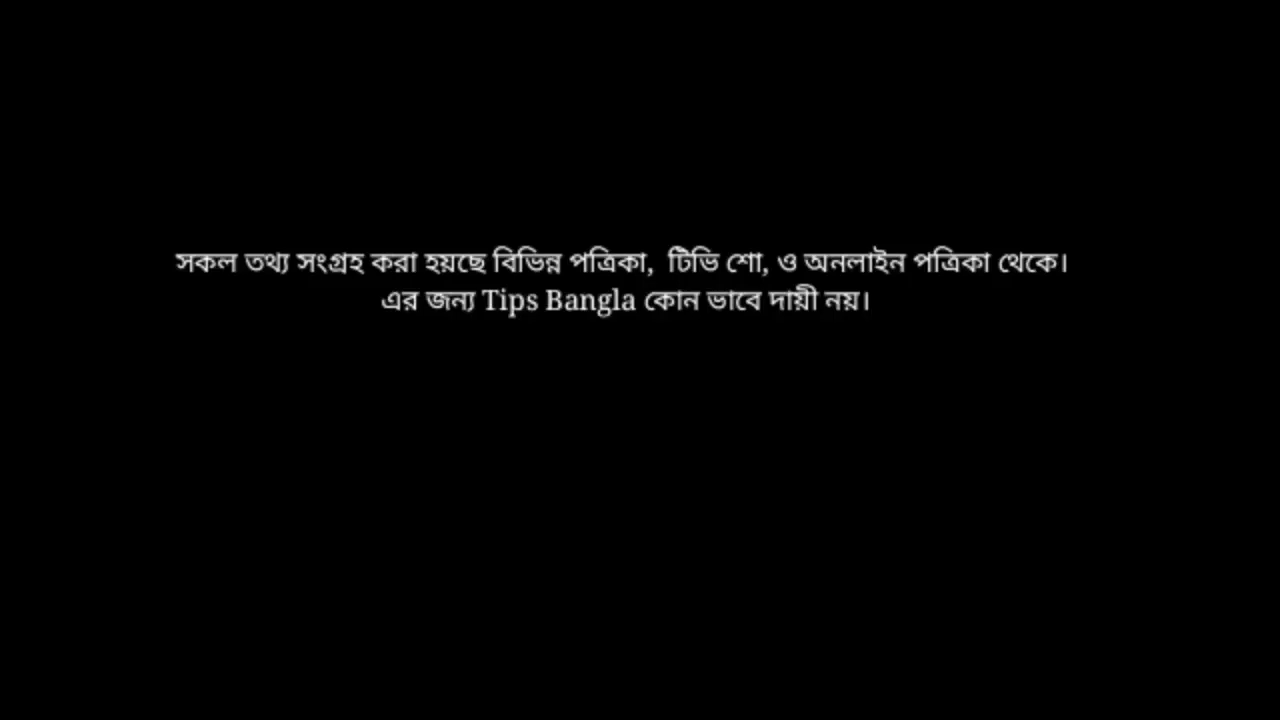 সকল তথ্য সংগ্রহ করা হয়ছে বিভিন্ন পত্রিকা, টিভি শো, ও অনলাইন পত্রিকা থেকে।
এর জন্য Tips Bangla কোন ভাবে দায়ী নয়।